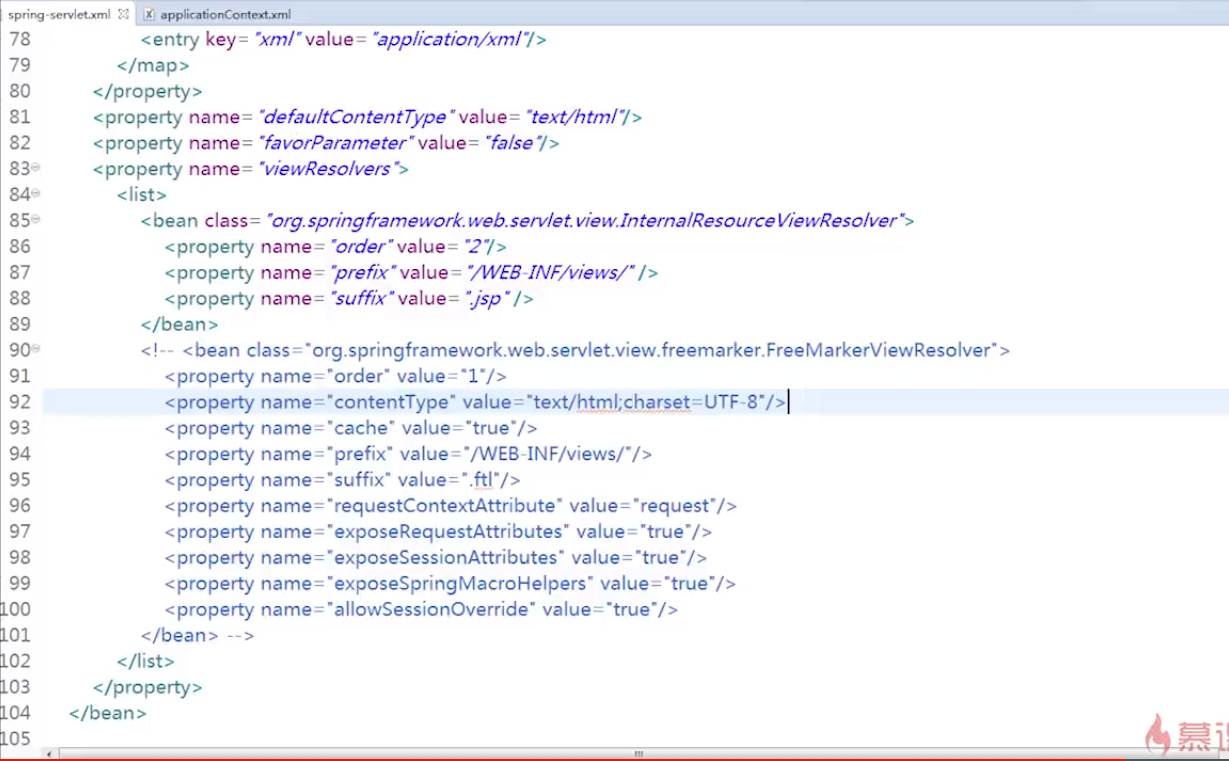 spring-servlet.xml applicationContext.xml
78 <entry key="xml" value="application/xml"/>
79 </map>
80 </property>
81 <property name="defaultContentType" value="text/html"/>
82 <property name="favorParameter" value="false"/>
83 <property name="viewResolvers">
84 <list>
85 <bean class="org.springframework.web.servlet.view.InternalResourceViewResolver">
86 <property name="order" value="2"/>
87 <property name="prefix" value="/WEB-INF/views/" />
88 <property name="suffix" value=".jsp" />
89 </bean>
90 <!-- <bean class="org.springframework.web.servlet.view.freemarker.FreeMarkerViewResolver">
91 <property name="order" value="1"/>
92 <property name="contentType" value="text/html;charset=UTF-8"/>
93 <property name="cache" value="true"/>
94 <property name="prefix" value="/WEB-INF/views/"/>
95 <property name="suffix" value=".ftl"/>
96 <property name="requestContextAttribute" value="request"/>
97 <property name="exposeRequestAttributes" value="true"/>
98 <property name="exposeSessionAttributes" value="true"/>
99 <property name="exposeSpringMacroHelpers" value="true"/>
100 <property name="allowSessionOverride" value="true"/>
101 </bean> -->
102 </list>
103 </property>
104 </bean>
105
慕